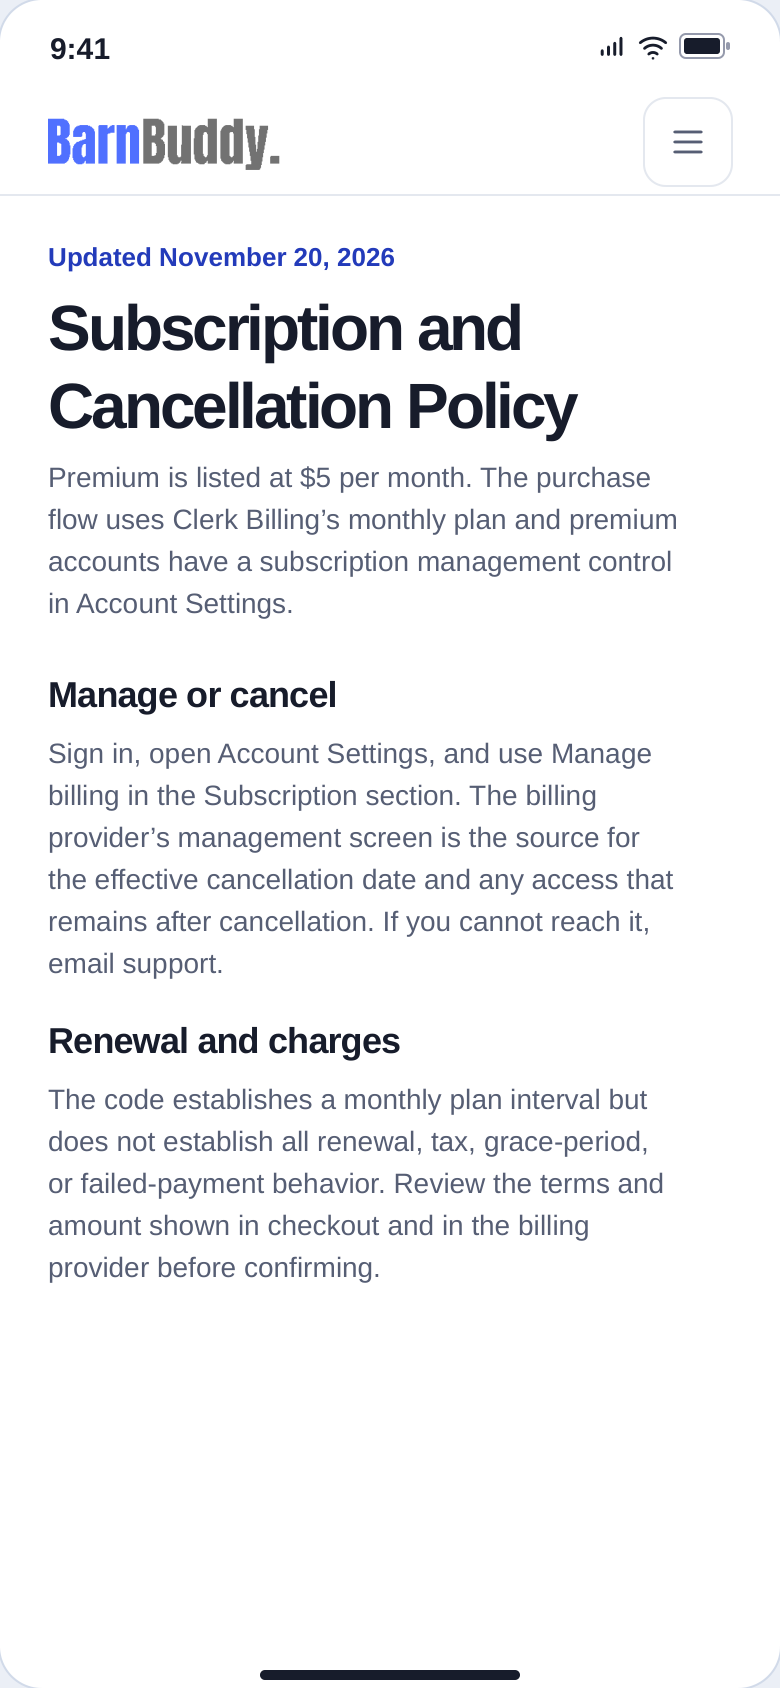 9:41
BarnBuddy.
Updated November 20, 2026
Subscription and
Cancellation Policy
Premium is listed at $5 per month. The purchase
flow uses Clerk Billing’s monthly plan and premium
accounts have a subscription management control
in Account Settings.
Manage or cancel
Sign in, open Account Settings, and use Manage
billing in the Subscription section. The billing
provider’s management screen is the source for
the effective cancellation date and any access that
remains after cancellation. If you cannot reach it,
email support.
Renewal and charges
The code establishes a monthly plan interval but
does not establish all renewal, tax, grace-period,
or failed-payment behavior. Review the terms and
amount shown in checkout and in the billing
provider before confirming.